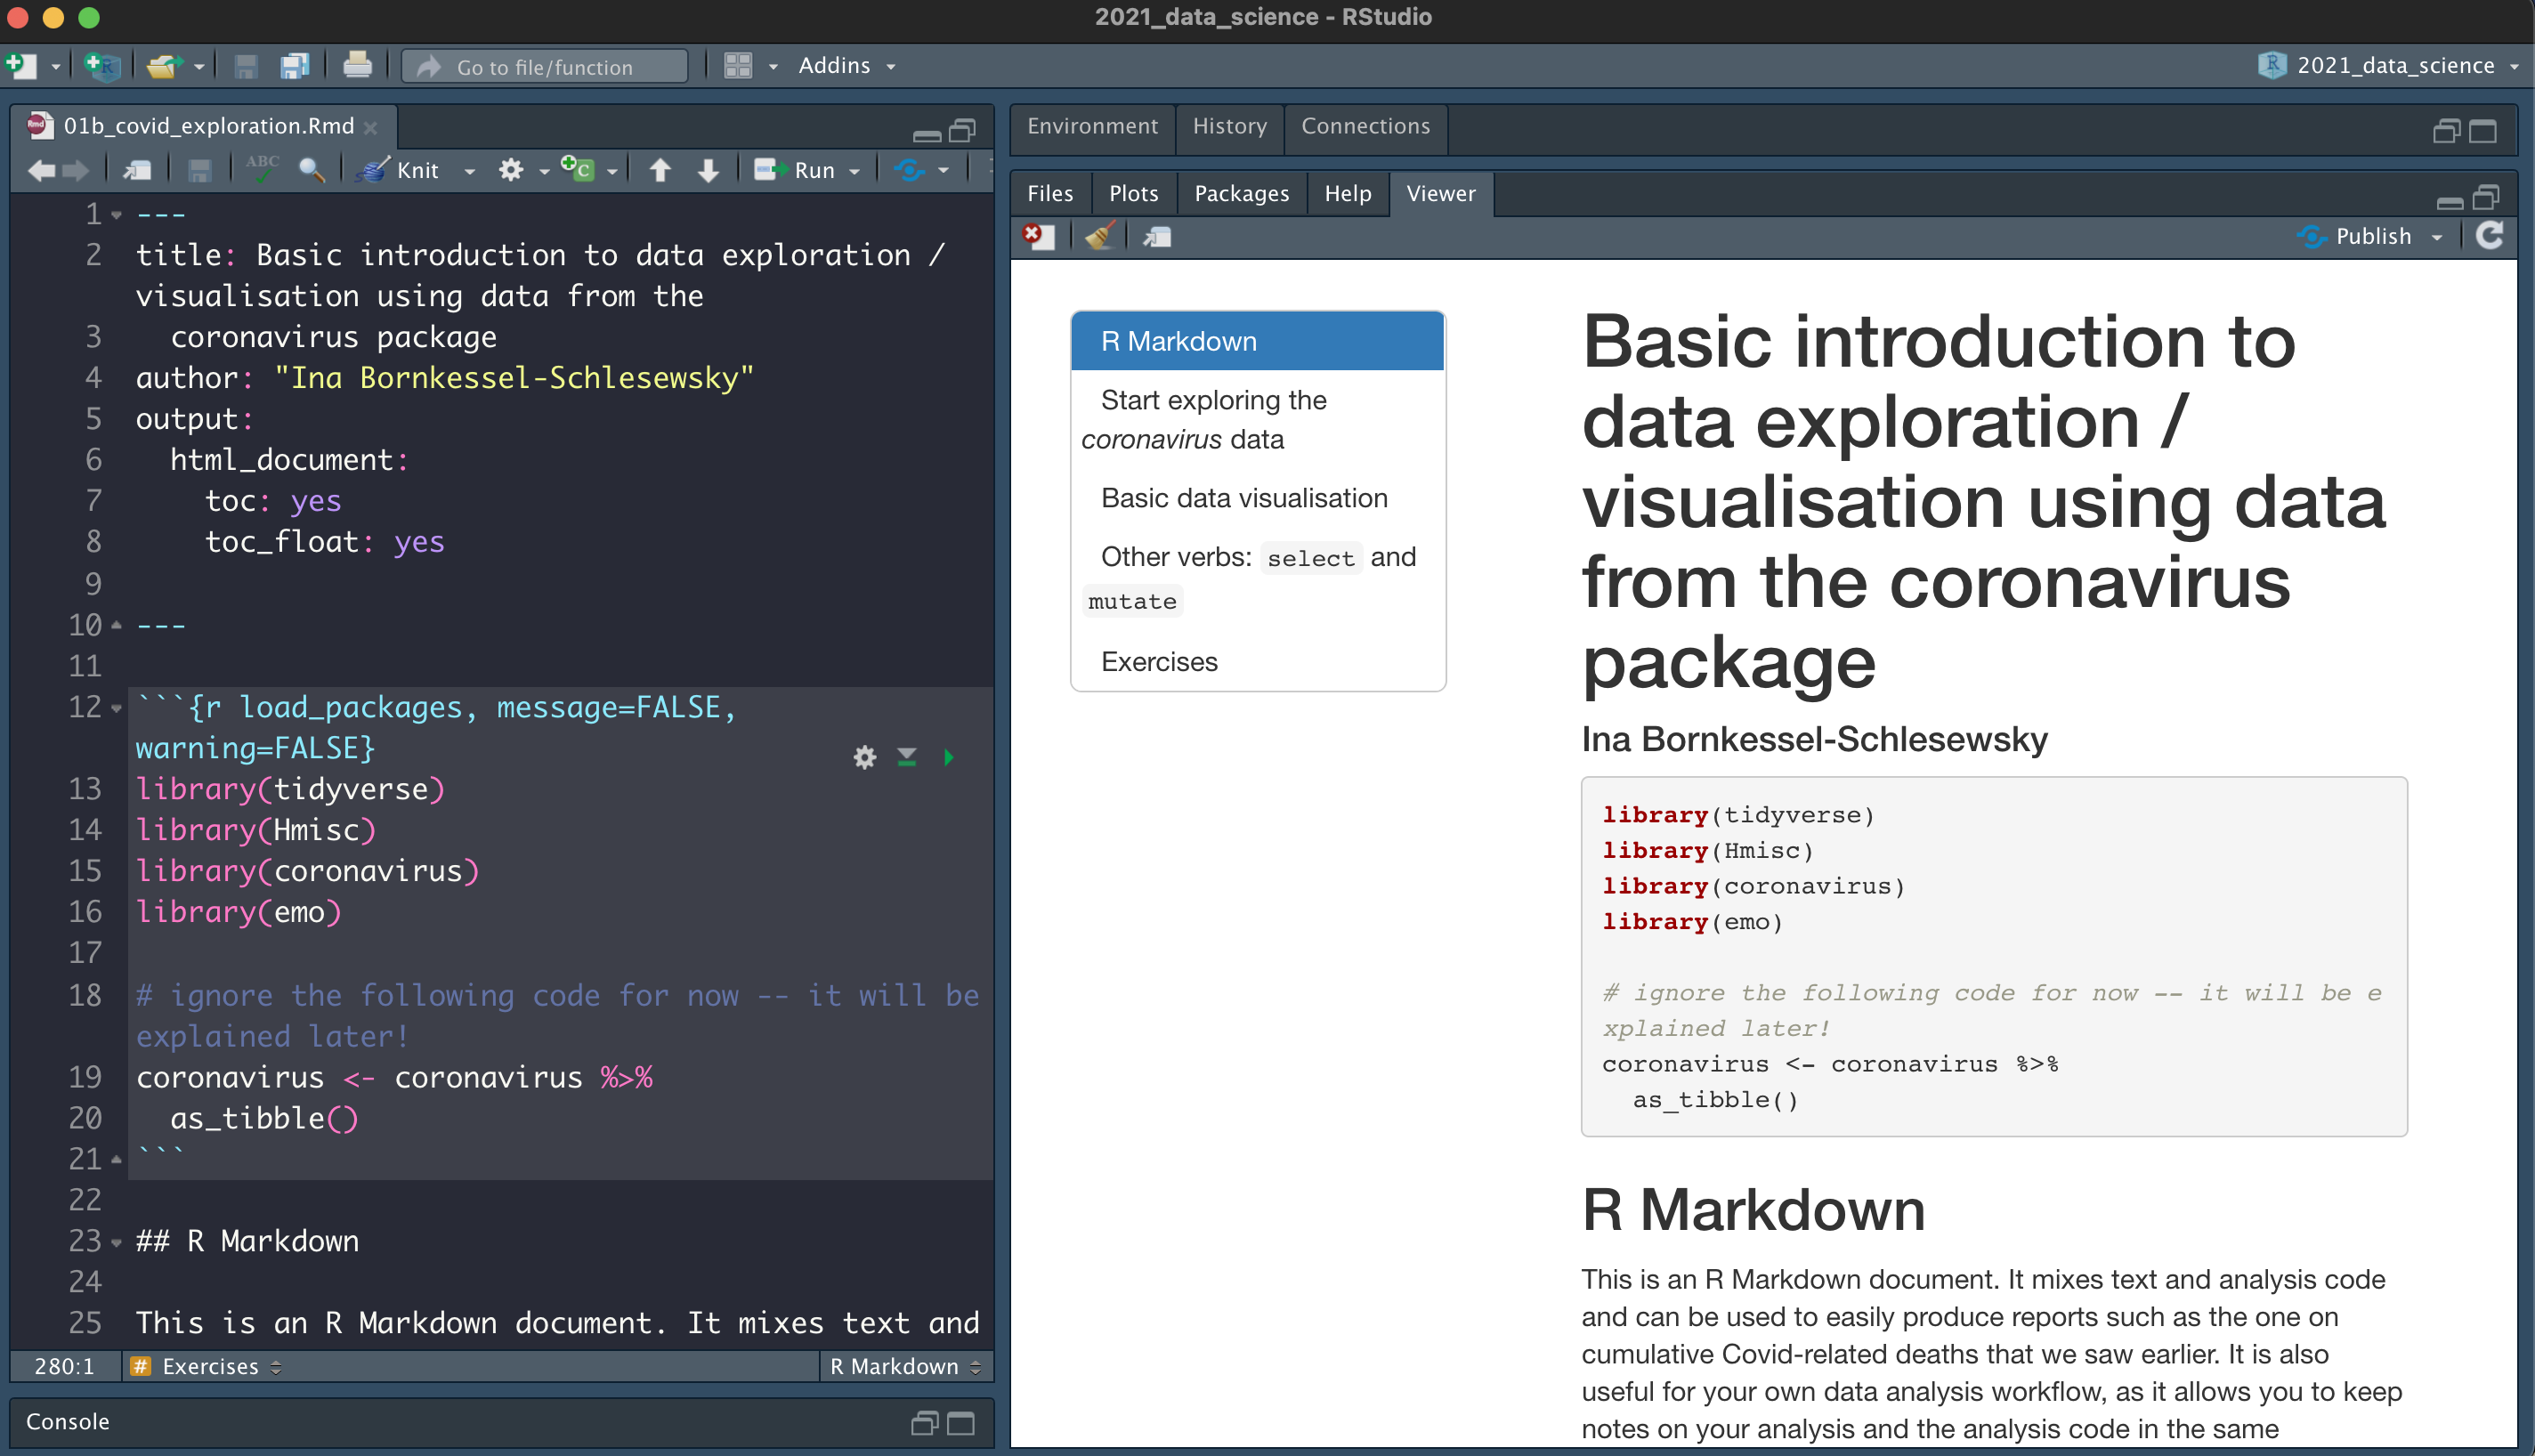 2021_data_science - RStudio
Go to file/function
Addins
2021_data_science
01b_covid_exploration.Rmd
ABC
Knit
Run
1 ---
2 title: Basic introduction to data exploration /
visualisation using data from the
3 coronavirus package
4 author: "Ina Bornkessel-Schlesewsky"
5 output:
6 html_document:
7 toc: yes
8 toc_float: yes
9
10 ---
11
12 ```{r load_packages, message=FALSE,
warning=FALSE}
13 library(tidyverse)
14 library(Hmisc)
15 library(coronavirus)
16 library(emo)
17
18 # ignore the following code for now -- it will be
explained later!
19 coronavirus <- coronavirus %>%
20 as_tibble()
21 ```
22
23 ## R Markdown
24
25 This is an R Markdown document. It mixes text and
280:1 # Exercises R Markdown
Console
Environment History Connections
Files Plots Packages Help Viewer
Publish
R Markdown
Start exploring the
coronavirus data
Basic data visualisation
Other verbs: select and
mutate
Exercises
Basic introduction to
data exploration /
visualisation using data
from the coronavirus
package
Ina Bornkessel-Schlesewsky
library(tidyverse)
library(Hmisc)
library(coronavirus)
library(emo)
# ignore the following code for now -- it will be e
xplained later!
coronavirus <- coronavirus %>%
as_tibble()
R Markdown
This is an R Markdown document. It mixes text and analysis code
and can be used to easily produce reports such as the one on
cumulative Covid-related deaths that we saw earlier. It is also
useful for your own data analysis workflow, as it allows you to keep
notes on your analysis and the analysis code in the same